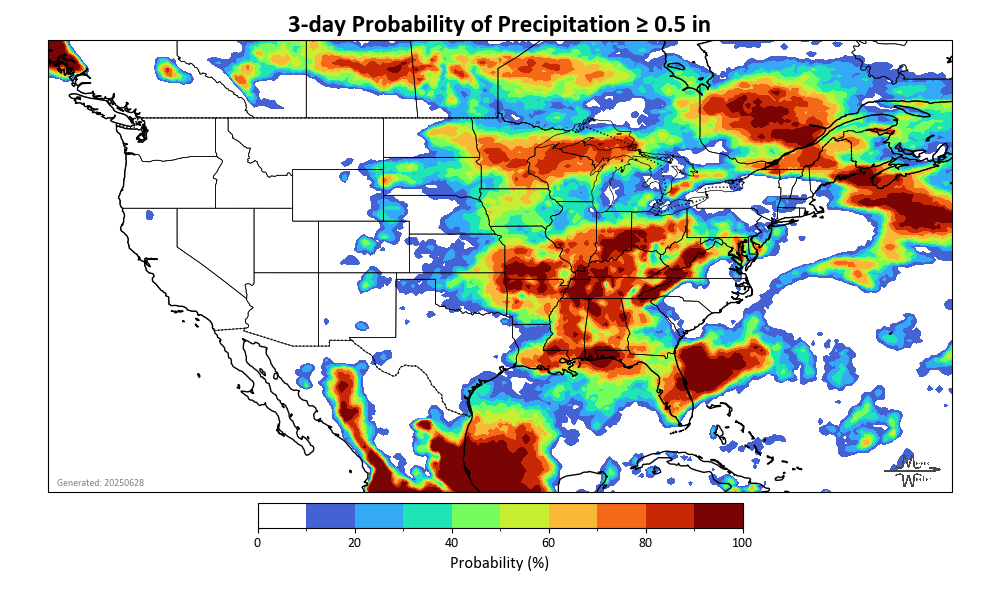 3-day Probability of Precipitation ≥ 0.5 in
Generated: 20250628
0 20 40 60 80 100
Probability (%)